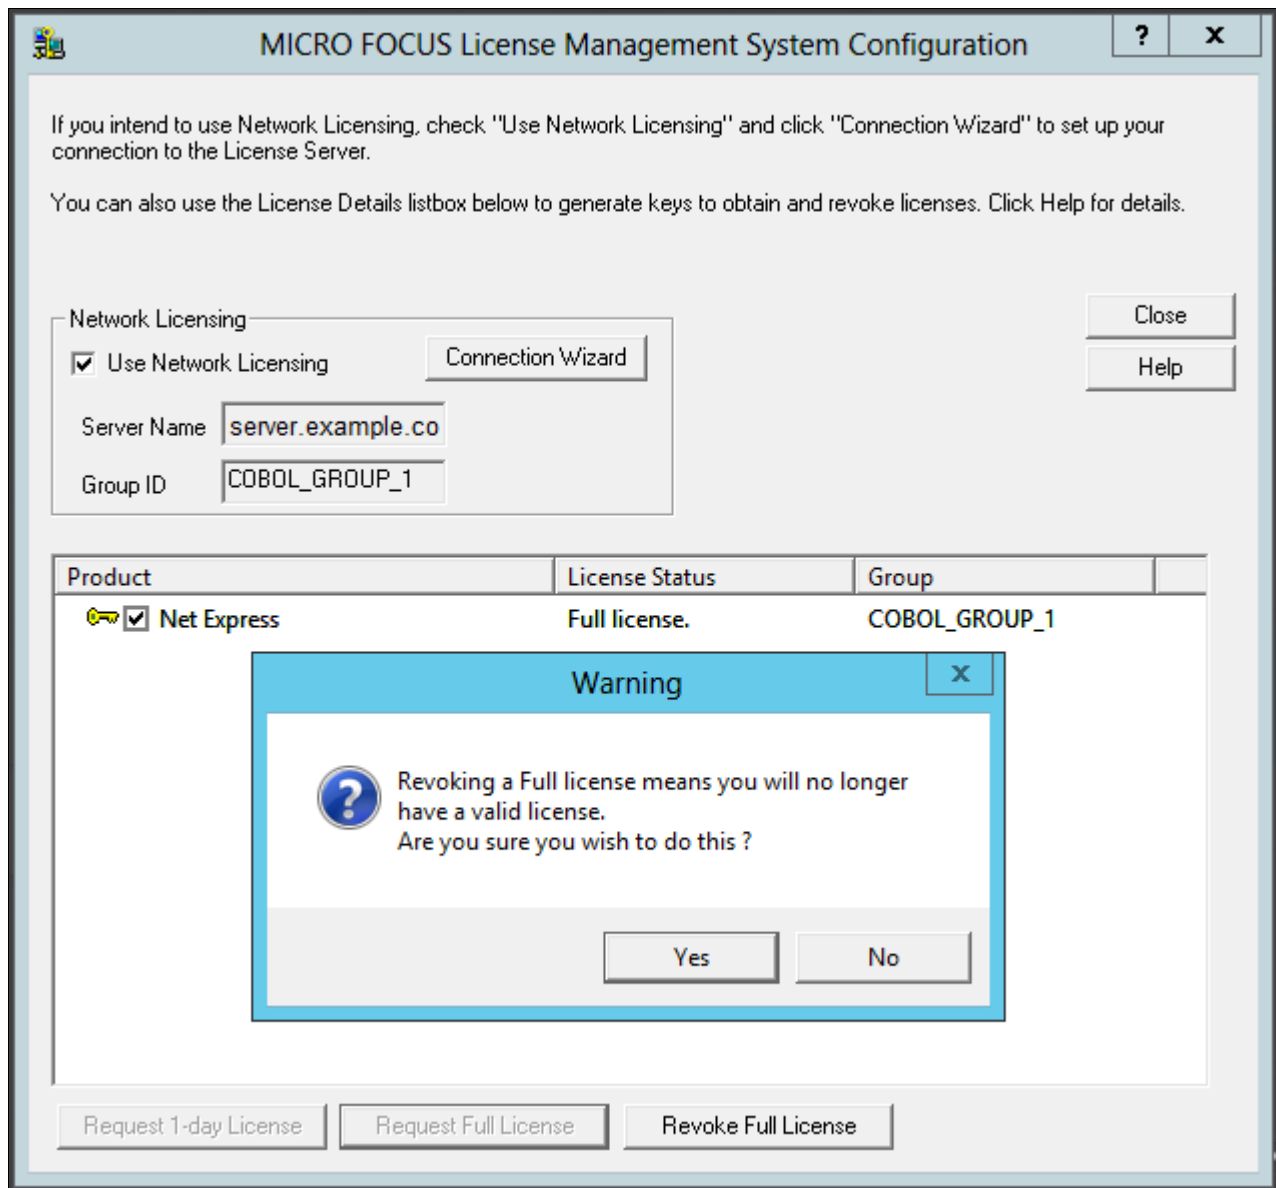 MICRO FOCUS License Management System Configuration
? x
If you intend to use Network Licensing, check "Use Network Licensing" and click "Connection Wizard" to set up your
connection to the License Server.
You can also use the License Details listbox below to generate keys to obtain and revoke licenses. Click Help for details.
Network Licensing
Use Network Licensing
Connection Wizard
Server Name server.example.co
Group ID COBOL_GROUP_1
Close
Help
Product License Status Group
Net Express Full license. COBOL_GROUP_1
Warning
x
Revoking a Full license means you will no longer
have a valid license.
Are you sure you wish to do this ?
Yes No
Request 1-day License Request Full License Revoke Full License